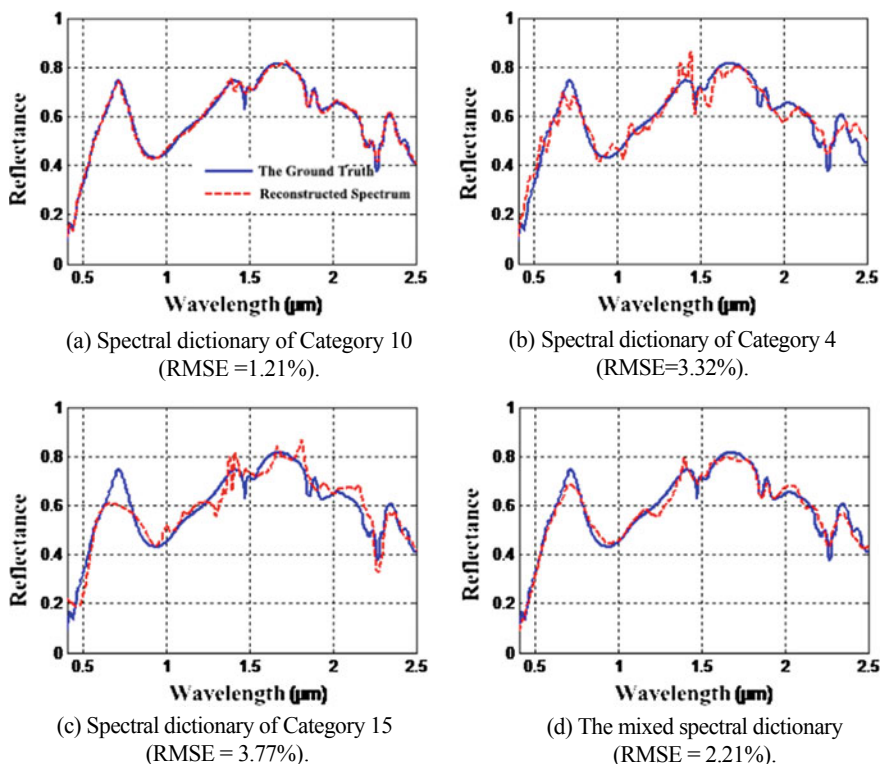 1
0.8
0.6
0.4
0.2
0
Reflectance
The Ground Truth
Reconstructed Spectrum
0.5 1 1.5 2 2.5
Wavelength (µm)
(a) Spectral dictionary of Category 10
(RMSE =1.21%).
1
0.8
0.6
0.4
0.2
0
Reflectance
0.5 1 1.5 2 2.5
Wavelength (µm)
(b) Spectral dictionary of Category 4
(RMSE=3.32%).
1
0.8
0.6
0.4
0.2
0
Reflectance
0.5 1 1.5 2 2.5
Wavelength (µm)
(c) Spectral dictionary of Category 15
(RMSE = 3.77%).
1
0.8
0.6
0.4
0.2
0
Reflectance
0.5 1 1.5 2 2.5
Wavelength (µm)
(d) The mixed spectral dictionary
(RMSE = 2.21%).